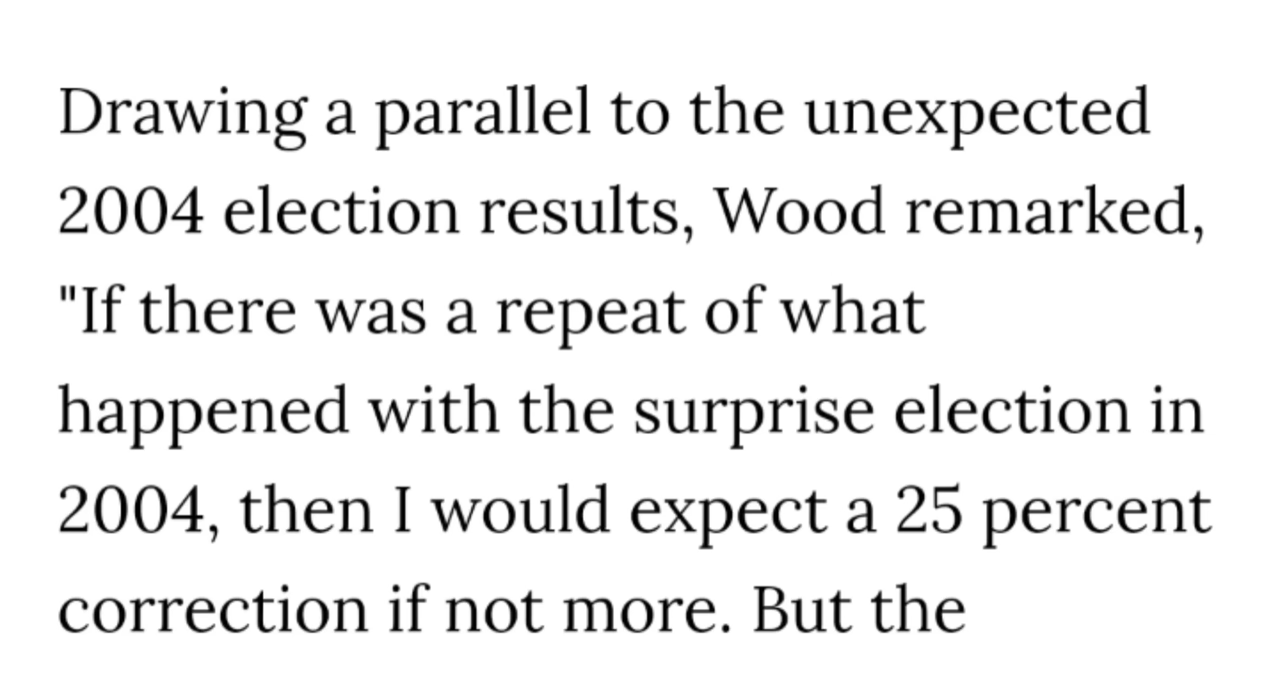 Drawing a parallel to the unexpected
2004 election results, Wood remarked,
"If there was a repeat of what
happened with the surprise election in
2004, then I would expect a 25 percent
correction if not more. But the